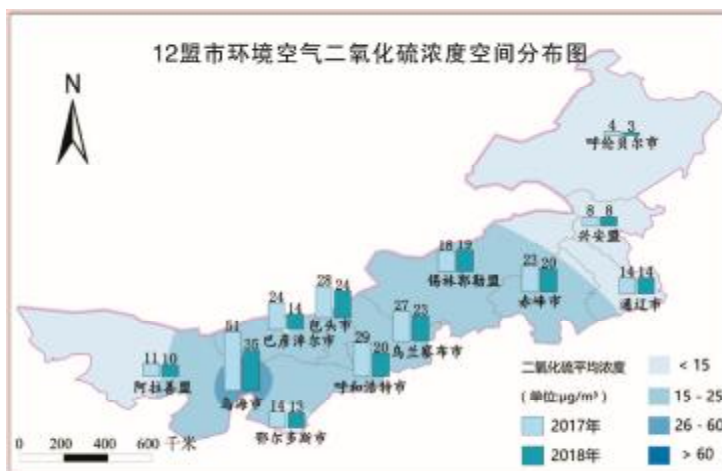 12盟市环境空气二氧化硫浓度空间分布图
N
4 3
呼伦贝尔市
8 8
兴安盟
18 19
锡林郭勒盟
23 20
赤峰市
14 14
通辽市
28 24
包头市
24 14
巴彦淖尔市
27 23
乌兰察布市
51 35
乌海市
29 20
呼和浩特市
11 10
阿拉善盟
14 13
鄂尔多斯市
二氧化硫平均浓度
(单位:μg/m³)
2017年
2018年
< 15
15 - 25
26 - 60
> 60
0 200 400 600 千米